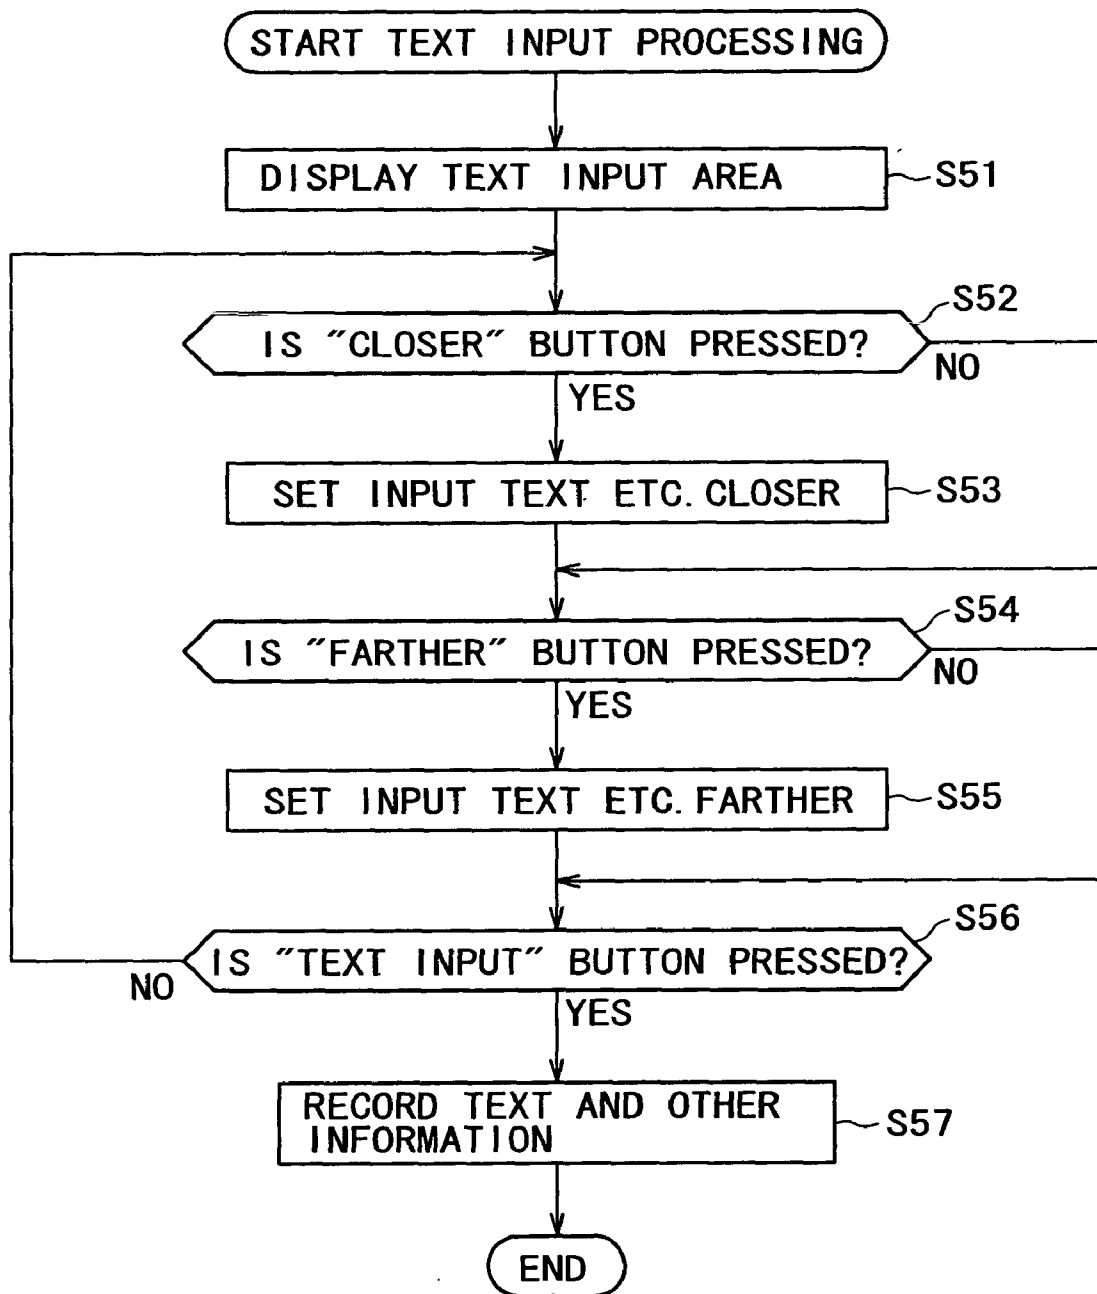 START TEXT INPUT PROCESSING
DISPLAY TEXT INPUT AREA
S51
S52
IS "CLOSER" BUTTON PRESSED?
NO
YES
SET INPUT TEXT ETC. CLOSER
S53
S54
IS "FARTHER" BUTTON PRESSED?
NO
YES
SET INPUT TEXT ETC. FARTHER
S55
S56
IS "TEXT INPUT" BUTTON PRESSED?
NO
YES
RECORD TEXT AND OTHER
INFORMATION
S57
END